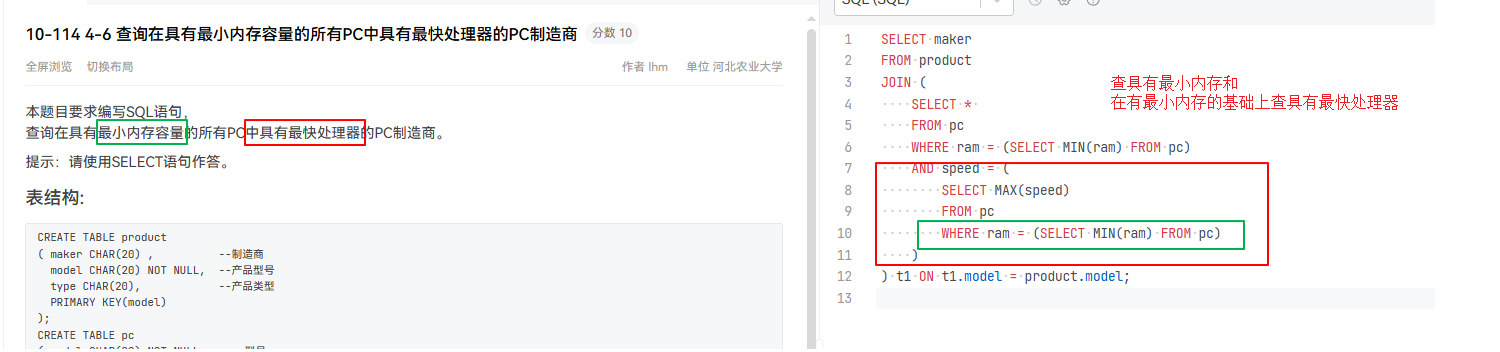 10-114 4-6 查询在具有最小内存容量的所有PC中具有最快处理器的PC制造商 分数 10
全屏浏览 切换布局 作者 lhm 单位 河北农业大学
本题目要求编写SQL语句,
查询在具有最小内存容量的所有PC中具有最快处理器的PC制造商。
提示:请使用SELECT语句作答。
表结构:
CREATE TABLE product
( maker CHAR(20) , --制造商
model CHAR(20) NOT NULL, --产品型号
type CHAR(20), --产品类型
PRIMARY KEY(model)
);
CREATE TABLE pc
1 SELECT maker
2 FROM product
3 JOIN (
4 SELECT *
5 FROM pc
6 WHERE ram = (SELECT MIN(ram) FROM pc)
7 AND speed = (
8 SELECT MAX(speed)
9 FROM pc
10 WHERE ram = (SELECT MIN(ram) FROM pc)
11 )
12 ) t1 ON t1.model = product.model;
13
查具有最小内存和
在有最小内存的基础上查具有最快处理器